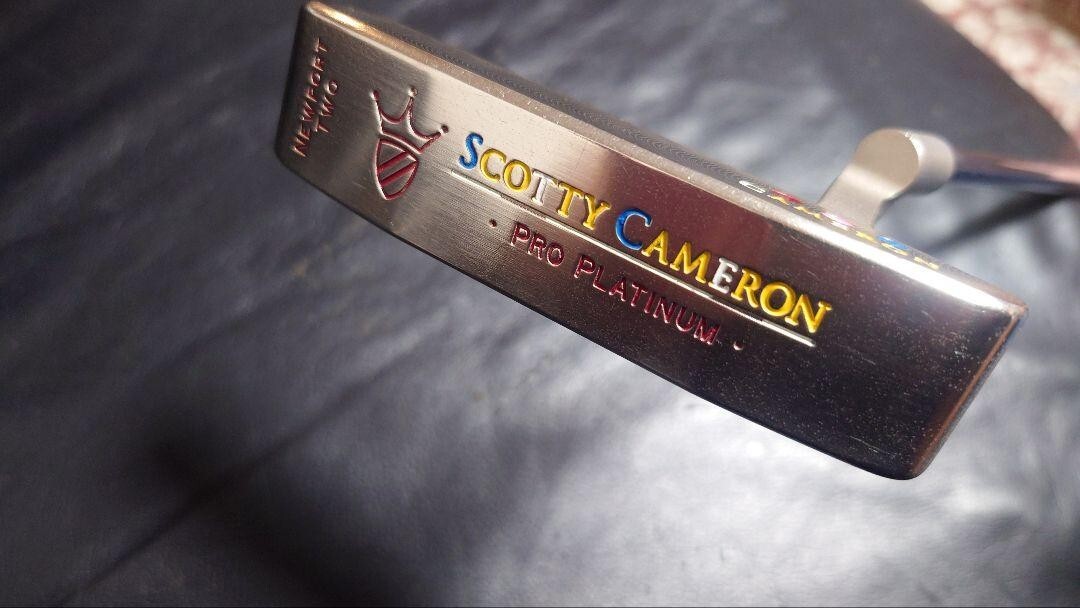 NEWPORT
TWO
SCOTTY CAMERON
• PRO PLATINUM •